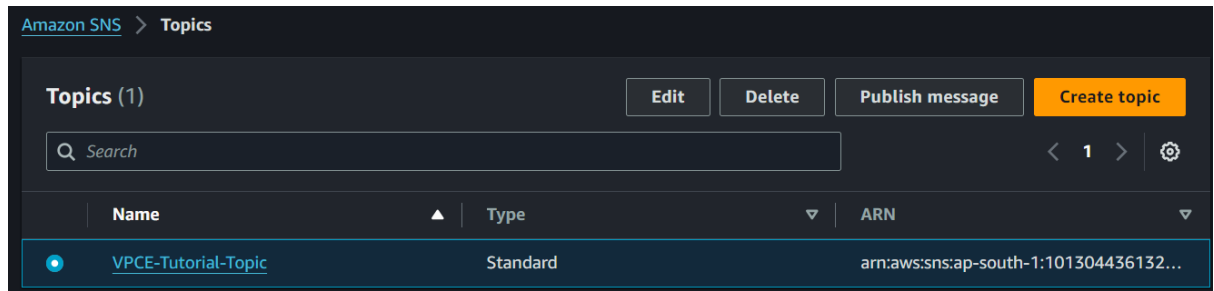 Amazon SNS > Topics
Topics (1) Edit Delete Publish message Create topic
Search < 1 >
Name Type ARN
VPCE-Tutorial-Topic Standard arn:aws:sns:ap-south-1:101304436132...